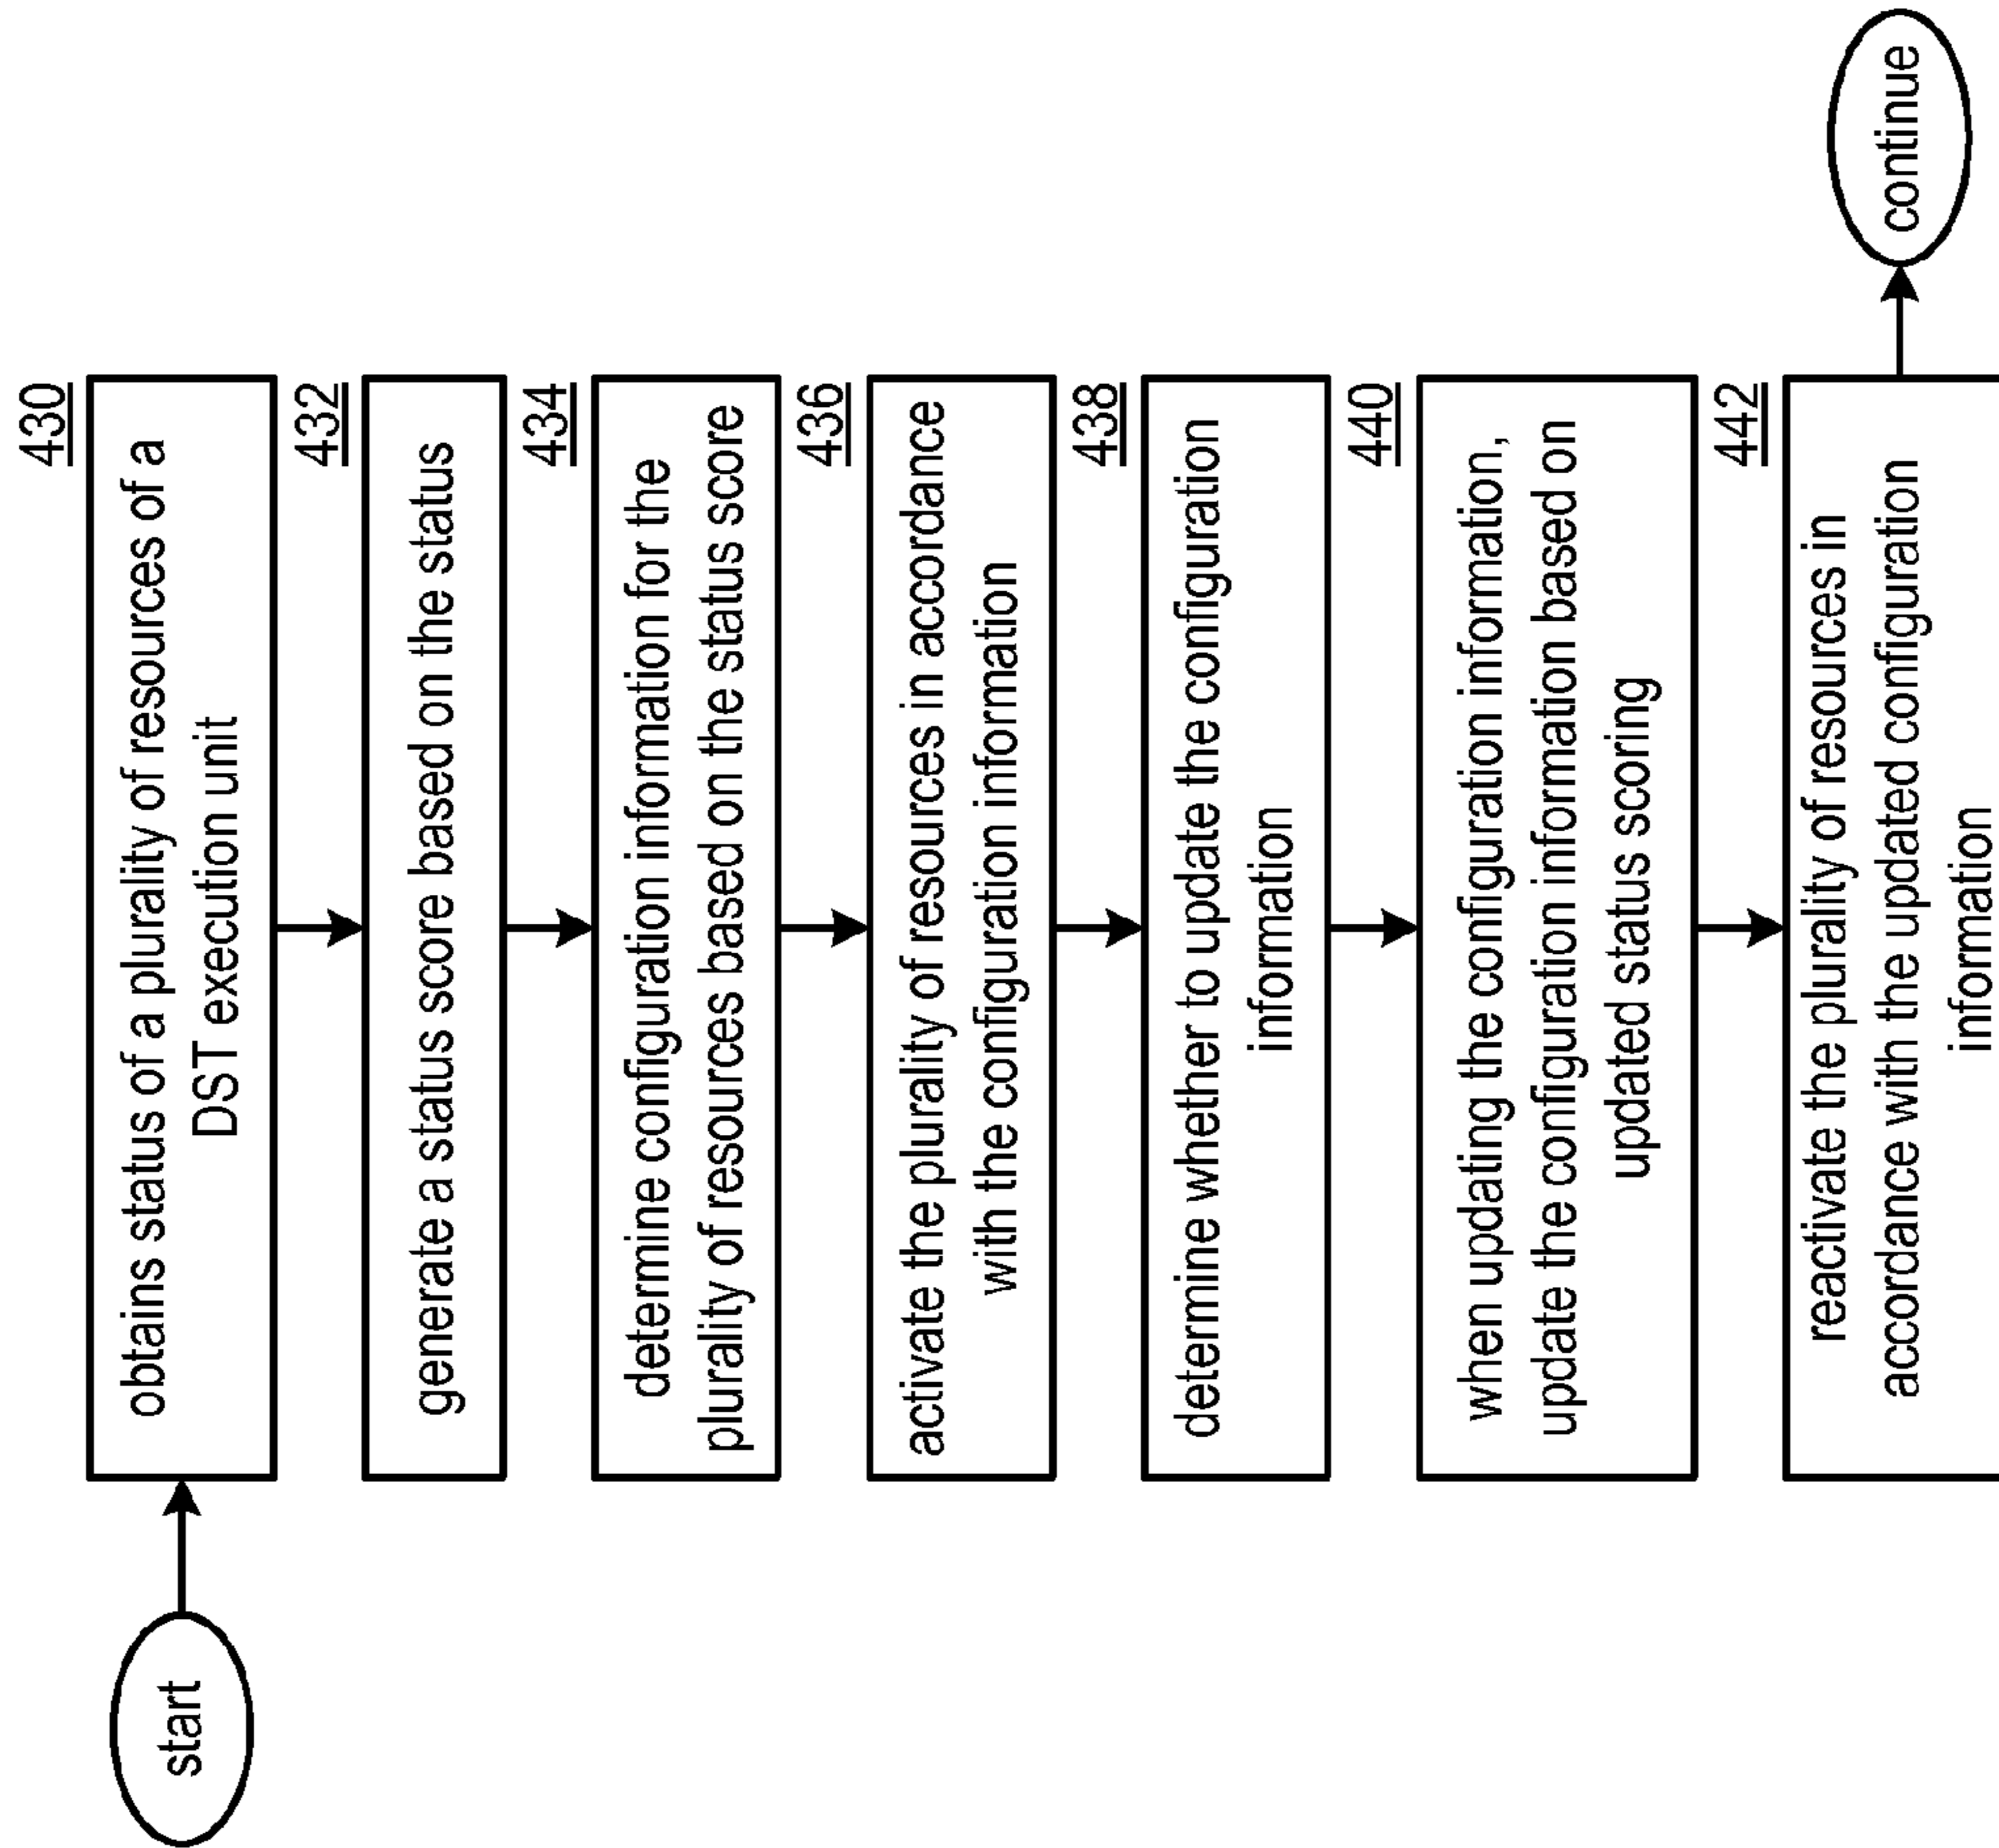 start
430
obtains status of a plurality of resources of a
DST execution unit
432
generate a status score based on the status
434
determine configuration information for the
plurality of resources based on the status score
436
activate the plurality of resources in accordance
with the configuration information
438
determine whether to update the configuration
information
440
when updating the configuration information,
update the configuration information based on
updated status scoring
442
reactivate the plurality of resources in
accordance with the updated configuration
information
continue